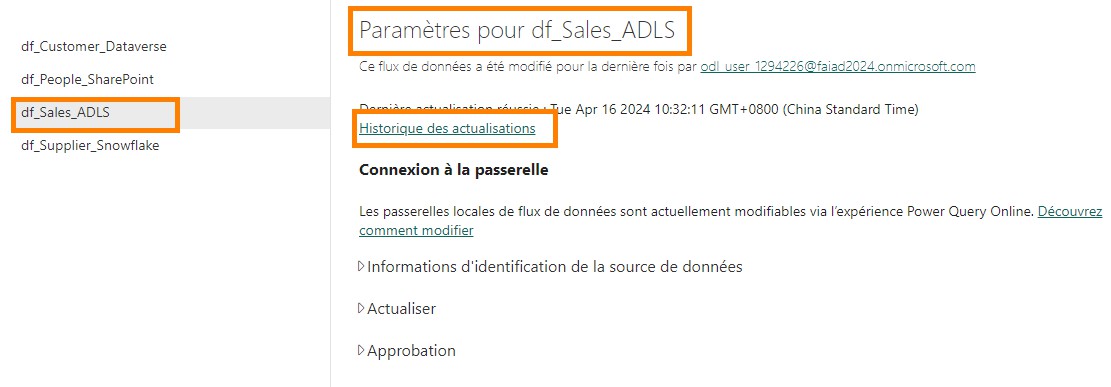 df_Customer_Dataverse
df_People_SharePoint
df_Sales_ADLS
df_Supplier_Snowflake
Paramètres pour df_Sales_ADLS
Ce flux de données a été modifié pour la dernière fois par odl_user_1294226@faiad2024.onmicrosoft.com
Dernière actualisation réussie : Tue Apr 16 2024 10:32:11 GMT+0800 (China Standard Time)
Historique des actualisations
Connexion à la passerelle
Les passerelles locales de flux de données sont actuellement modifiables via l’expérience Power Query Online. Découvrez
comment modifier
Informations d'identification de la source de données
Actualiser
Approbation